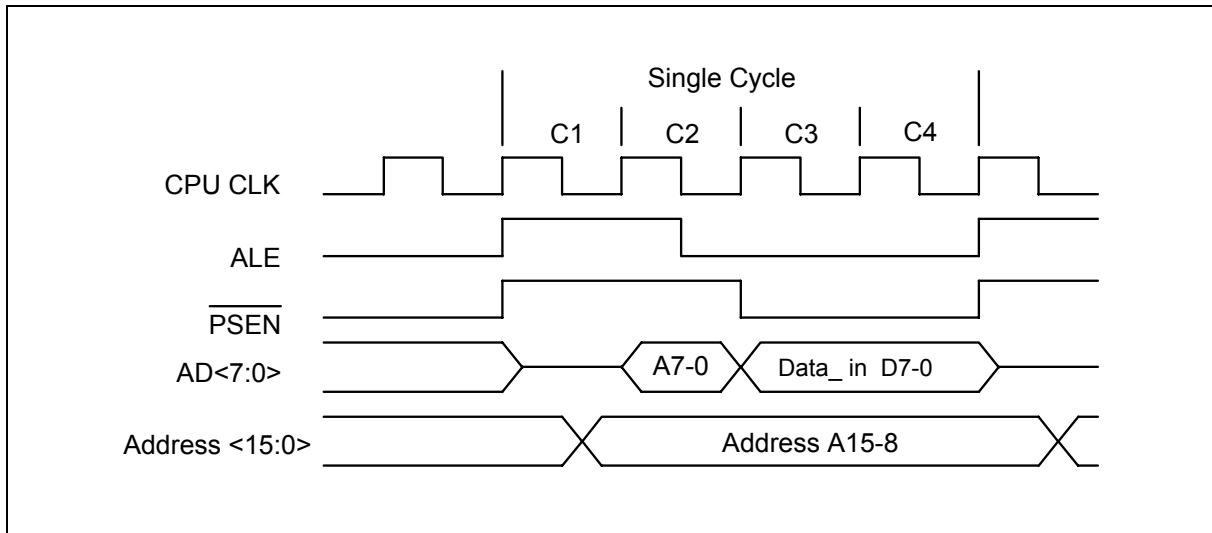 Single Cycle
C1 C2 C3 C4
CPU CLK
ALE
PSEN
AD<7:0> A7-0 Data_ in D7-0
Address <15:0> Address A15-8